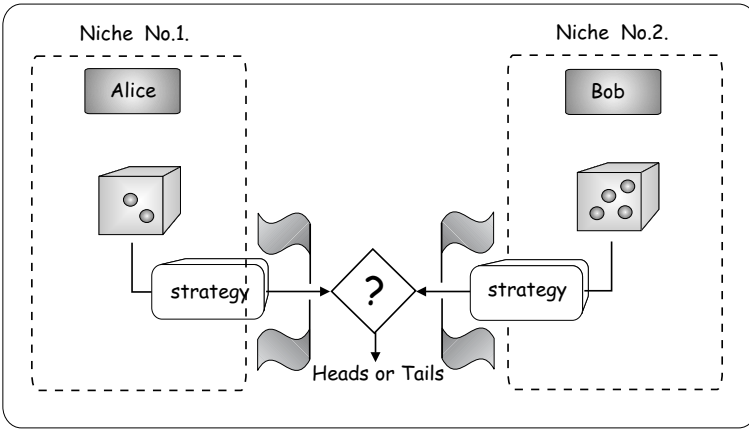 Niche No.1.
Niche No.2.
Alice
Bob
strategy
?
strategy
Heads or Tails